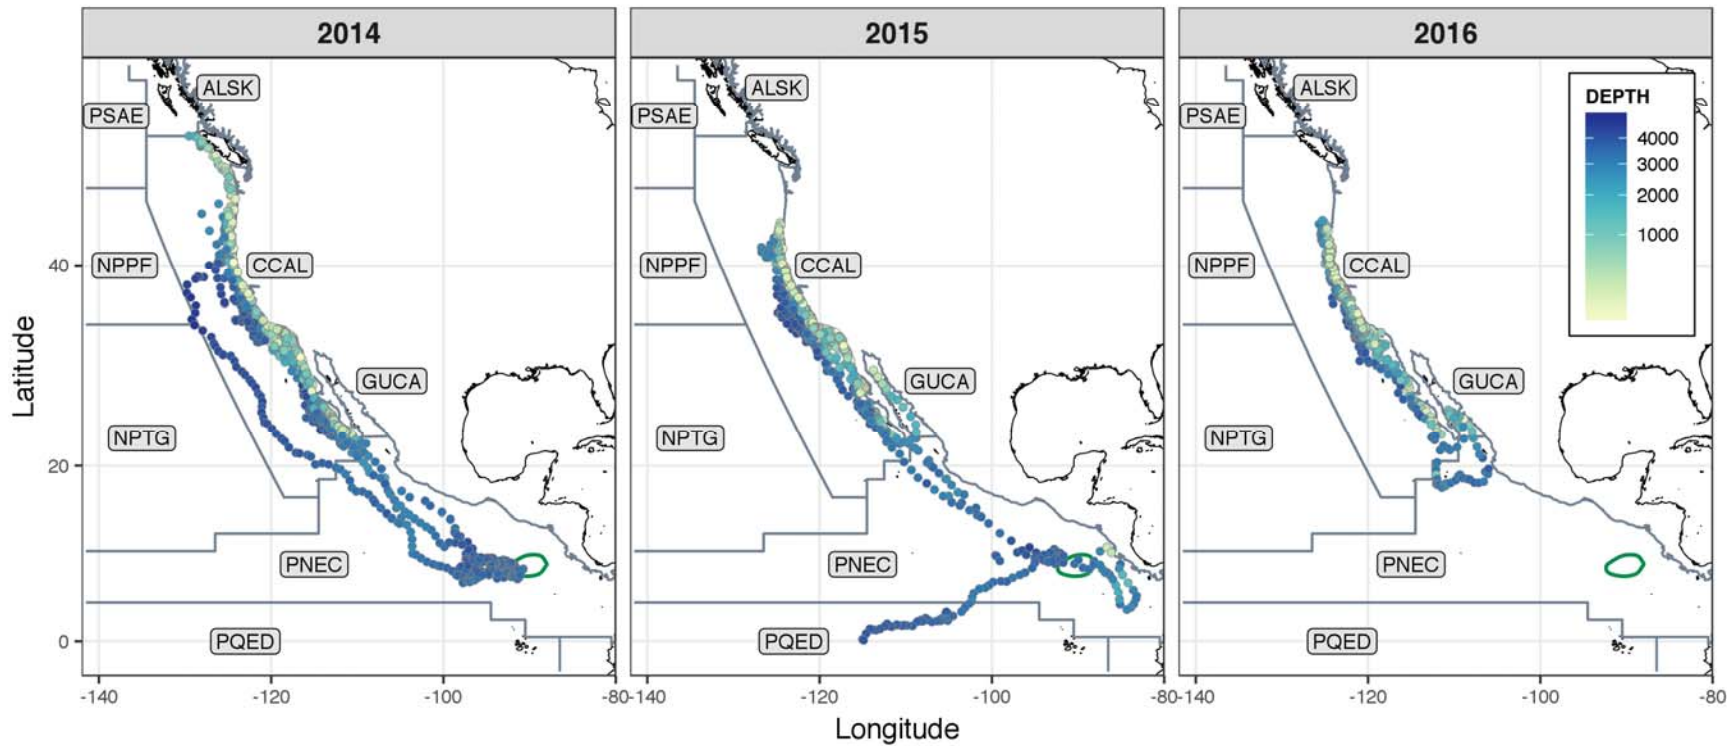 2014
2015
2016
ALSK
PSAE
NPPF
CCAL
GUCA
NPTG
PNEC
PQED
ALSK
PSAE
NPPF
CCAL
GUCA
NPTG
PNEC
PQED
ALSK
PSAE
NPPF
CCAL
GUCA
NPTG
PNEC
PQED
DEPTH
4000
3000
2000
1000
Latitude
40
20
0
-140
-120
-100
-80
-140
-120
-100
-80
-140
-120
-100
-80
Longitude